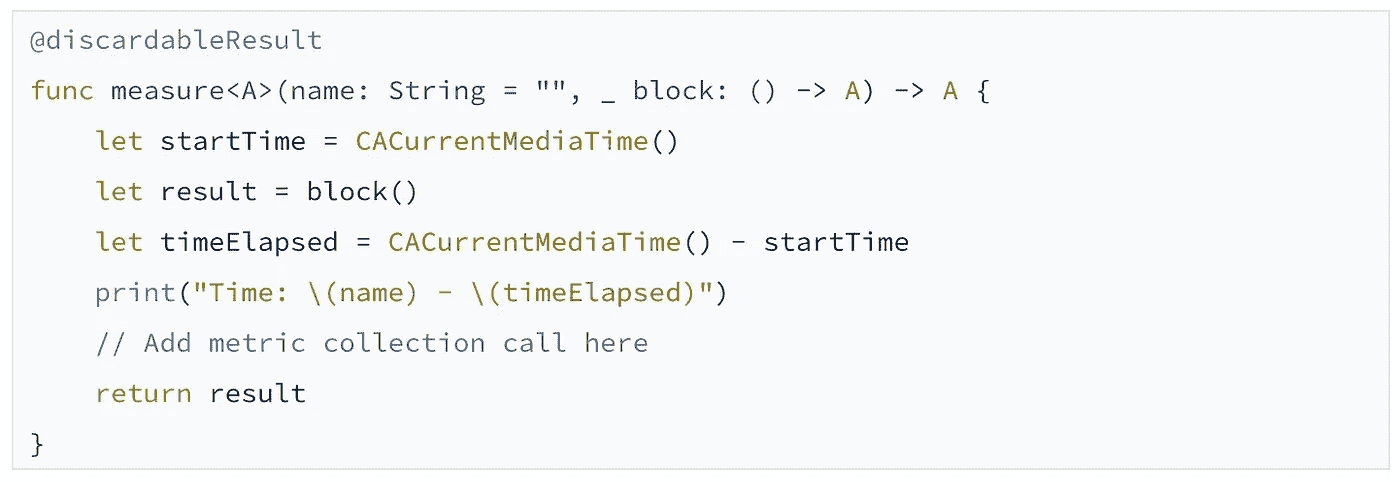 @discardableResult
func measure<A>(name: String = "", _ block: () -> A) -> A {
    let startTime = CACurrentMediaTime()
    let result = block()
    let timeElapsed = CACurrentMediaTime() - startTime
    print("Time: \(name) - \(timeElapsed)")
    // Add metric collection call here
    return result
}